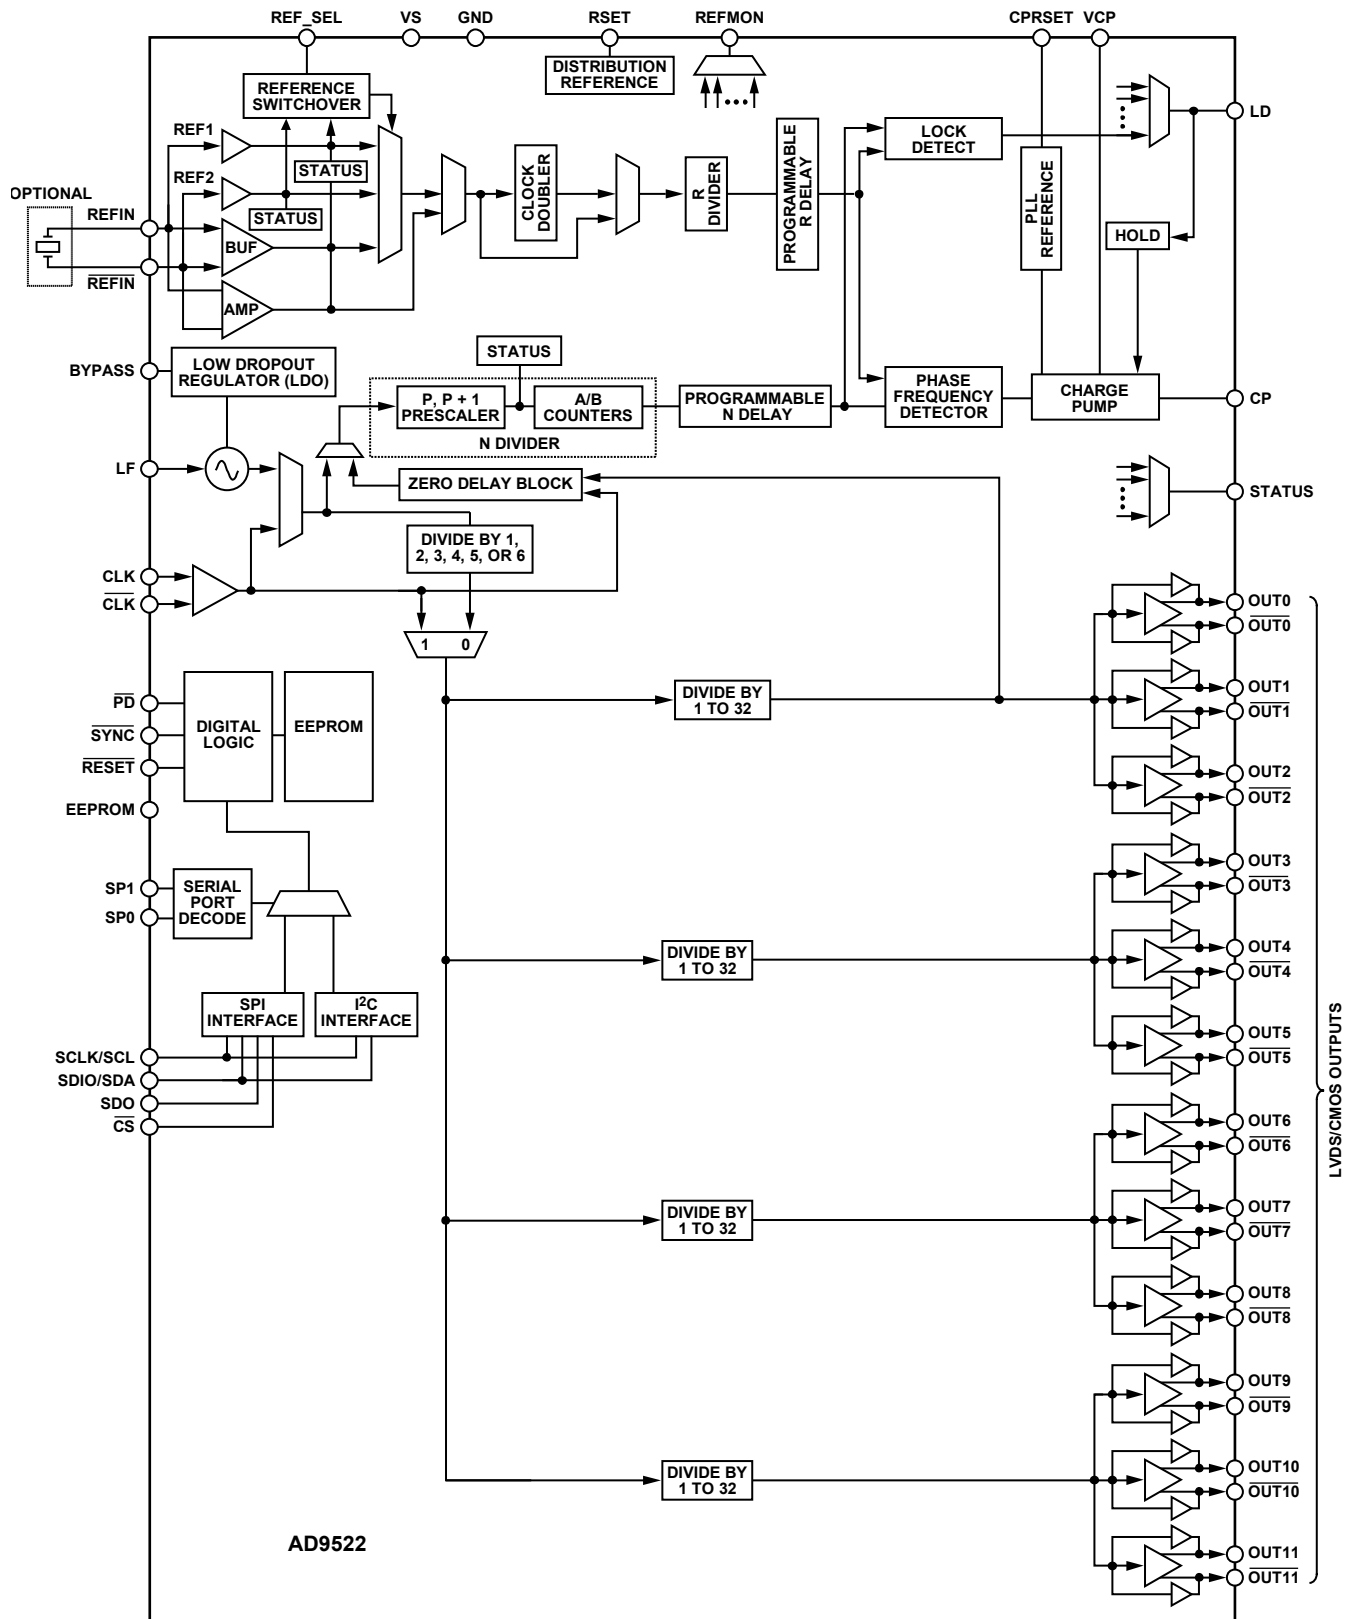 REF_SEL
VS
GND
RSET
REFMON
CPRSET
VCP
DISTRIBUTION
REFERENCE
REFERENCE
SWITCHOVER
LD
LOCK
DETECT
REF1
STATUS
REF2
STATUS
OPTIONAL
REFIN
REFIN
BUF
AMP
CLOCK
DOUBLER
R
DIVIDER
PROGRAMMABLE
R DELAY
PLL
REFERENCE
HOLD
BYPASS
LOW DROPOUT
REGULATOR (LDO)
STATUS
P, P + 1
PRESCALER
A/B
COUNTERS
N DIVIDER
PROGRAMMABLE
N DELAY
PHASE
FREQUENCY
DETECTOR
CHARGE
PUMP
CP
LF
ZERO DELAY BLOCK
STATUS
DIVIDE BY 1,
2, 3, 4, 5, OR 6
CLK
CLK
1 0
OUT0
OUT0
PD
SYNC
RESET
EEPROM
DIGITAL
LOGIC
EEPROM
DIVIDE BY
1 TO 32
OUT1
OUT1
OUT2
OUT2
SP1
SP0
SERIAL
PORT
DECODE
OUT3
OUT3
DIVIDE BY
1 TO 32
OUT4
OUT4
OUT5
OUT5
SPI
INTERFACE
I2C
INTERFACE
SCLK/SCL
SDIO/SDA
SDO
CS
OUT6
OUT6
DIVIDE BY
1 TO 32
OUT7
OUT7
OUT8
OUT8
OUT9
OUT9
DIVIDE BY
1 TO 32
OUT10
OUT10
OUT11
OUT11
LVDS/CMOS OUTPUTS
AD9522